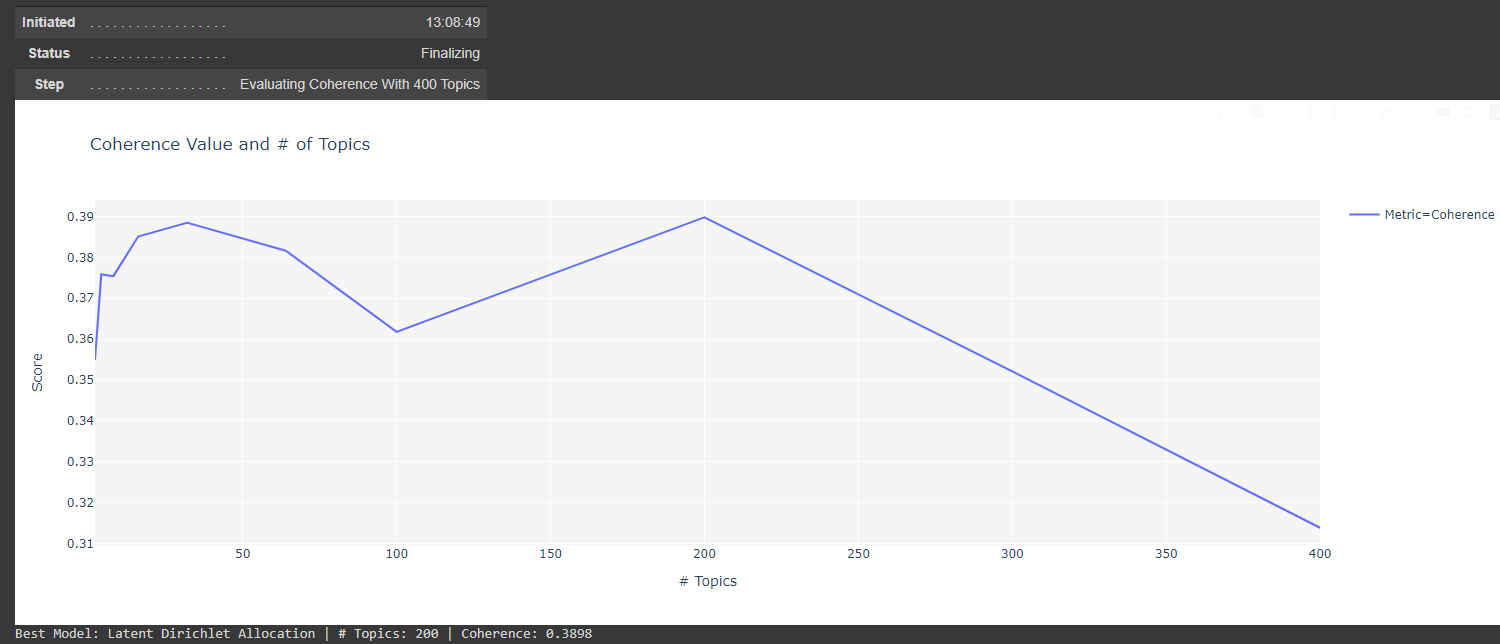 Initiated . . . . . . . . . . . . . . . . . . 13:08:49
Status . . . . . . . . . . . . . . . . . . Finalizing
Step . . . . . . . . . . . . . . . . . . Evaluating Coherence With 400 Topics
Coherence Value and # of Topics
0.39
0.38
0.37
0.36
0.35
0.34
0.33
0.32
0.31
Score
Metric=Coherence
50 100 150 200 250 300 350 400
# Topics
Best Model: Latent Dirichlet Allocation | # Topics: 200 | Coherence: 0.3898